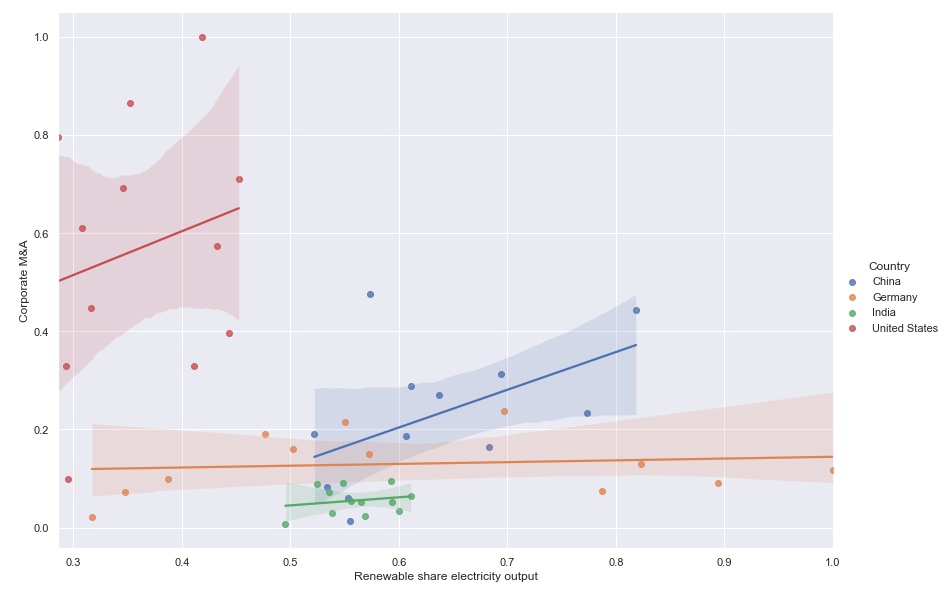 1.0
0.8
0.6
0.4
0.2
0.0
Corporate M&A
0.3 0.4 0.5 0.6 0.7 0.8 0.9 1.0
Renewable share electricity output
Country
China
Germany
India
United States